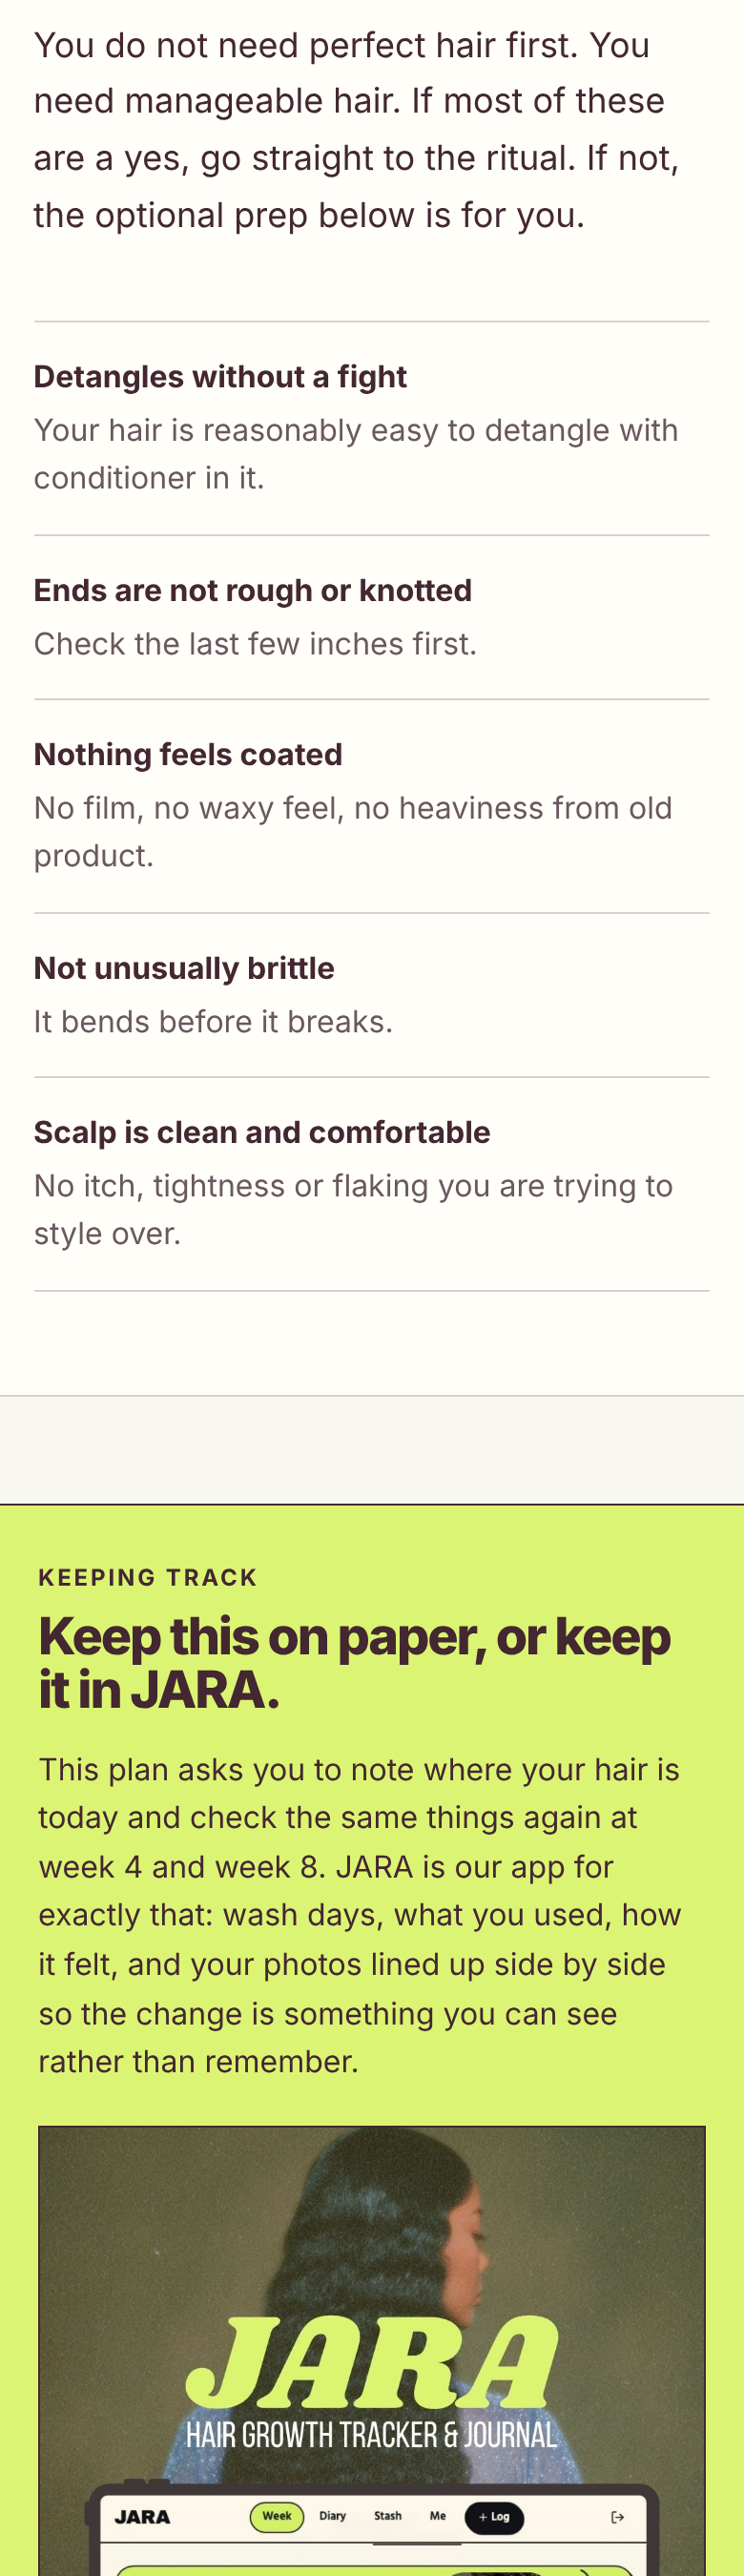 You do not need perfect hair first. You
need manageable hair. If most of these
are a yes, go straight to the ritual. If not,
the optional prep below is for you.
Detangles without a fight
Your hair is reasonably easy to detangle with
conditioner in it.
Ends are not rough or knotted
Check the last few inches first.
Nothing feels coated
No film, no waxy feel, no heaviness from old
product.
Not unusually brittle
It bends before it breaks.
Scalp is clean and comfortable
No itch, tightness or flaking you are trying to
style over.
KEEPING TRACK
Keep this on paper, or keep
it in JARA.
This plan asks you to note where your hair is
today and check the same things again at
week 4 and week 8. JARA is our app for
exactly that: wash days, what you used, how
it felt, and your photos lined up side by side
so the change is something you can see
rather than remember.
JARA
HAIR GROWTH TRACKER & JOURNAL
JARA Week Diary Stash Me + Log